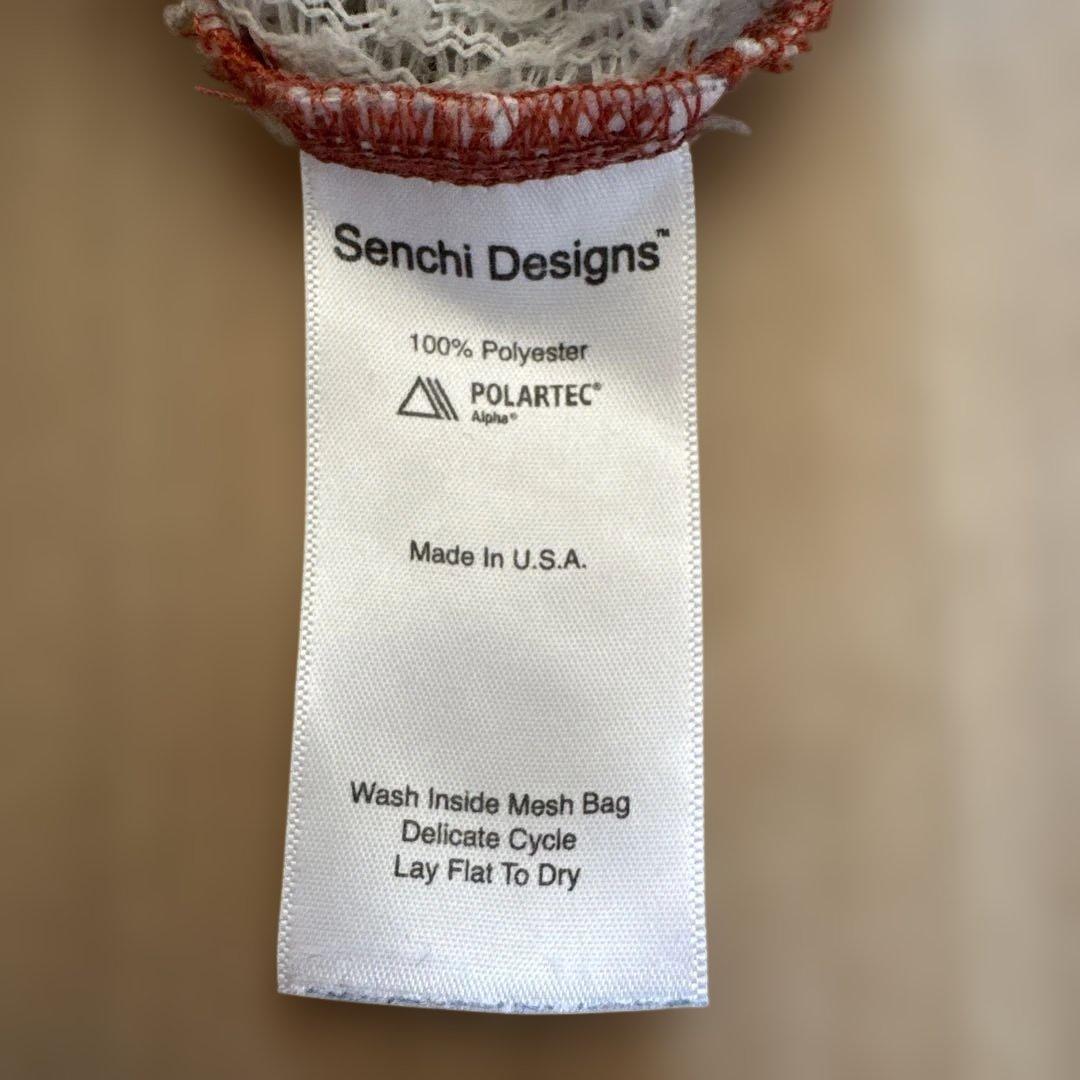 Senchi Designs™
100% Polyester
POLARTEC®
Alpha®
Made In U.S.A.
Wash Inside Mesh Bag
Delicate Cycle
Lay Flat To Dry